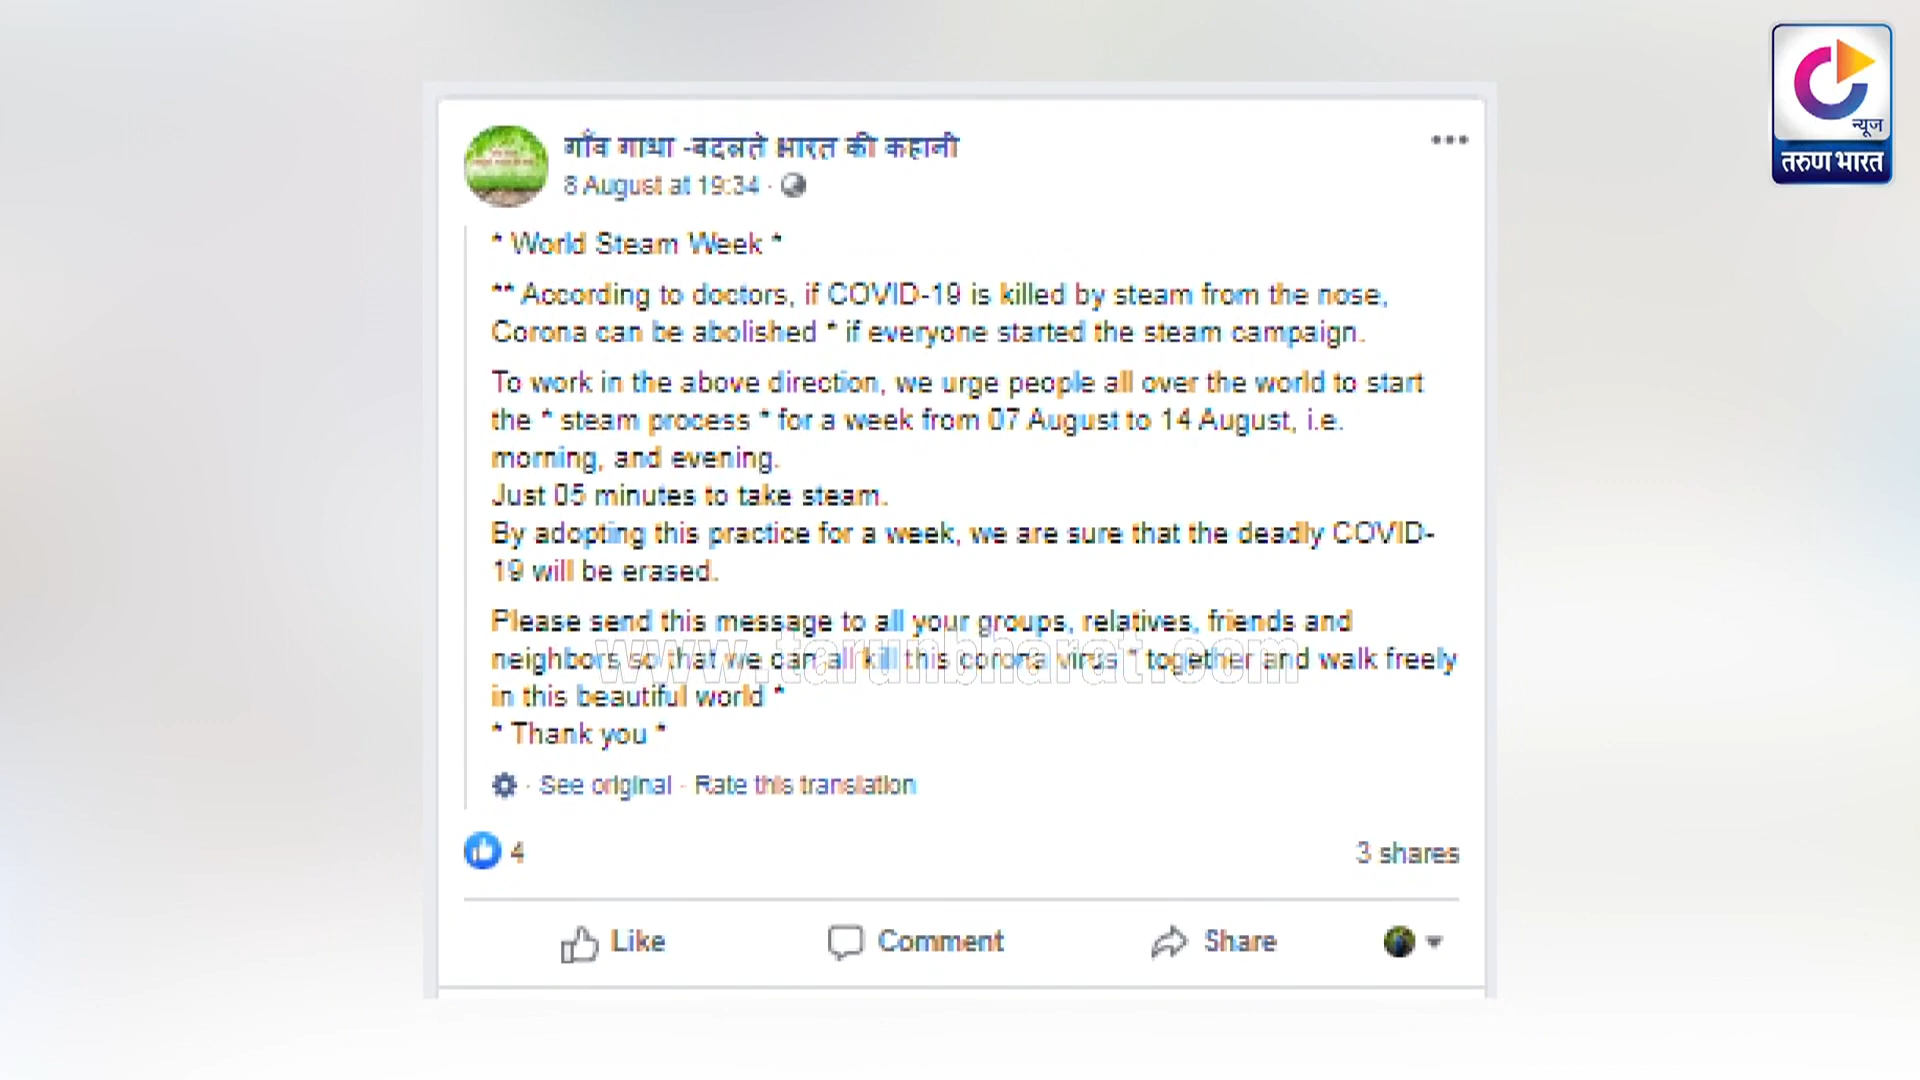 न्यूज
तरुण भारत
गाँव गाथा -बदलते भारत की कहानी
8 August at 19:34 ·
* World Steam Week *
** According to doctors, if COVID-19 is killed by steam from the nose,
Corona can be abolished * if everyone started the steam campaign.
To work in the above direction, we urge people all over the world to start
the * steam process * for a week from 07 August to 14 August, i.e.
morning, and evening.
Just 05 minutes to take steam.
By adopting this practice for a week, we are sure that the deadly COVID-
19 will be erased.
Please send this message to all your groups, relatives, friends and
neighbors so that we can all kill this corona virus * together and walk freely
www.tarunbharat.com
in this beautiful world *
* Thank you *
· See original · Rate this translation
4
3 shares
Like
Comment
Share